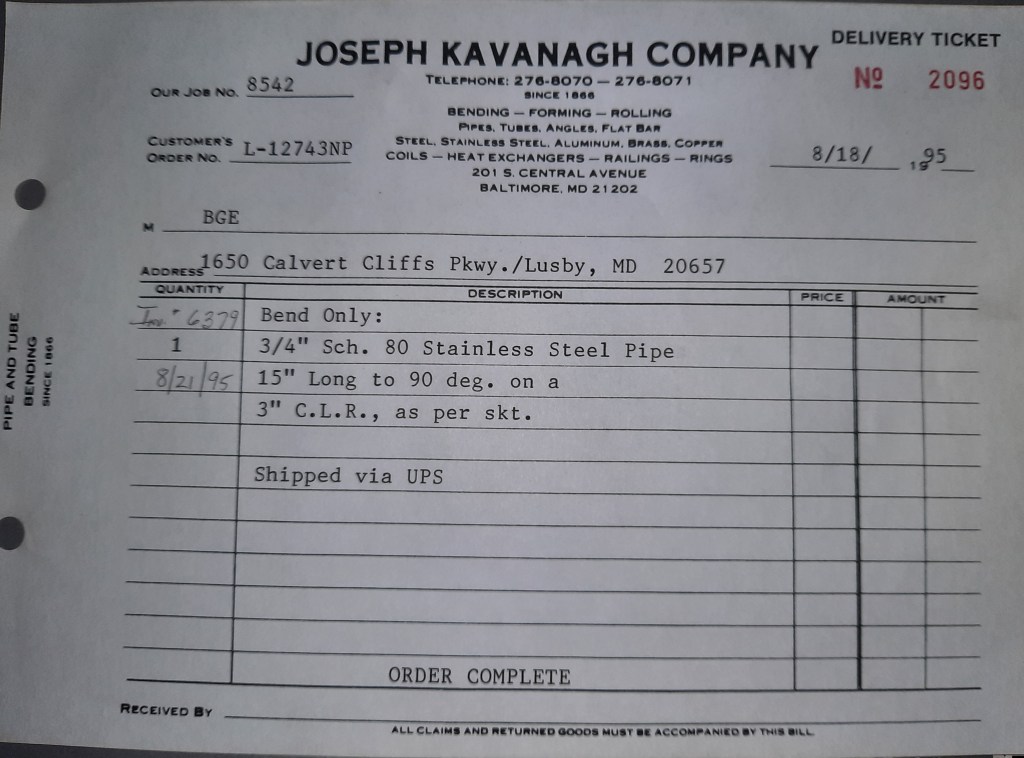 DELIVERY TICKET
JOSEPH KAVANAGH COMPANY
Nº 2096
OUR JOB NO. 8542
TELEPHONE: 276-8070 — 276-8071
SINCE 1866
BENDING — FORMING — ROLLING
PIPES, TUBES, ANGLES, FLAT BAR
CUSTOMER'S ORDER NO. L-12743NP
STEEL, STAINLESS STEEL, ALUMINUM, BRASS, COPPER
COILS — HEAT EXCHANGERS — RAILINGS — RINGS
8/18/ 1995
201 S. CENTRAL AVENUE
BALTIMORE, MD 21202
M BGE
ADDRESS 1650 Calvert Cliffs Pkwy./Lusby, MD 20657
QUANTITY DESCRIPTION PRICE AMOUNT
Inv. # 6379 Bend Only:
1 3/4" Sch. 80 Stainless Steel Pipe
8/21/95 15" Long to 90 deg. on a
3" C.L.R., as per skt.
Shipped via UPS
ORDER COMPLETE
RECEIVED BY
ALL CLAIMS AND RETURNED GOODS MUST BE ACCOMPANIED BY THIS BILL
PIPE AND TUBE
BENDING
SINCE 1866